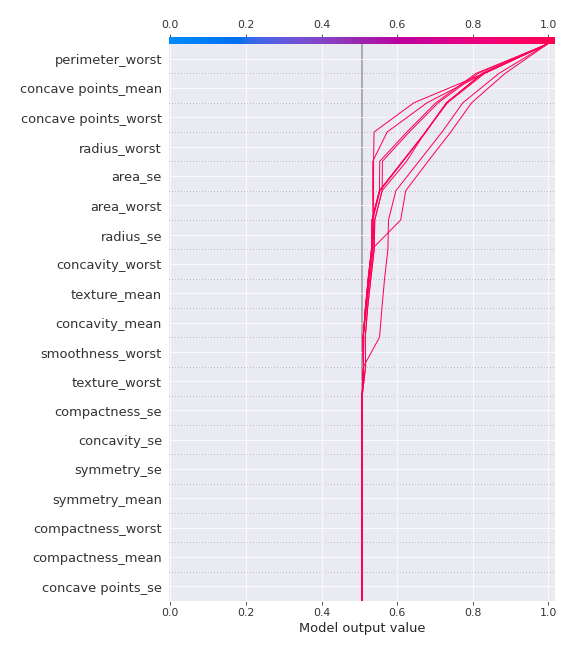 0.0 0.2 0.4 0.6 0.8 1.0
perimeter_worst
concave points_mean
concave points_worst
radius_worst
area_se
area_worst
radius_se
concavity_worst
texture_mean
concavity_mean
smoothness_worst
texture_worst
compactness_se
concavity_se
symmetry_se
symmetry_mean
compactness_worst
compactness_mean
concave points_se
0.0 0.2 0.4 0.6 0.8 1.0
Model output value